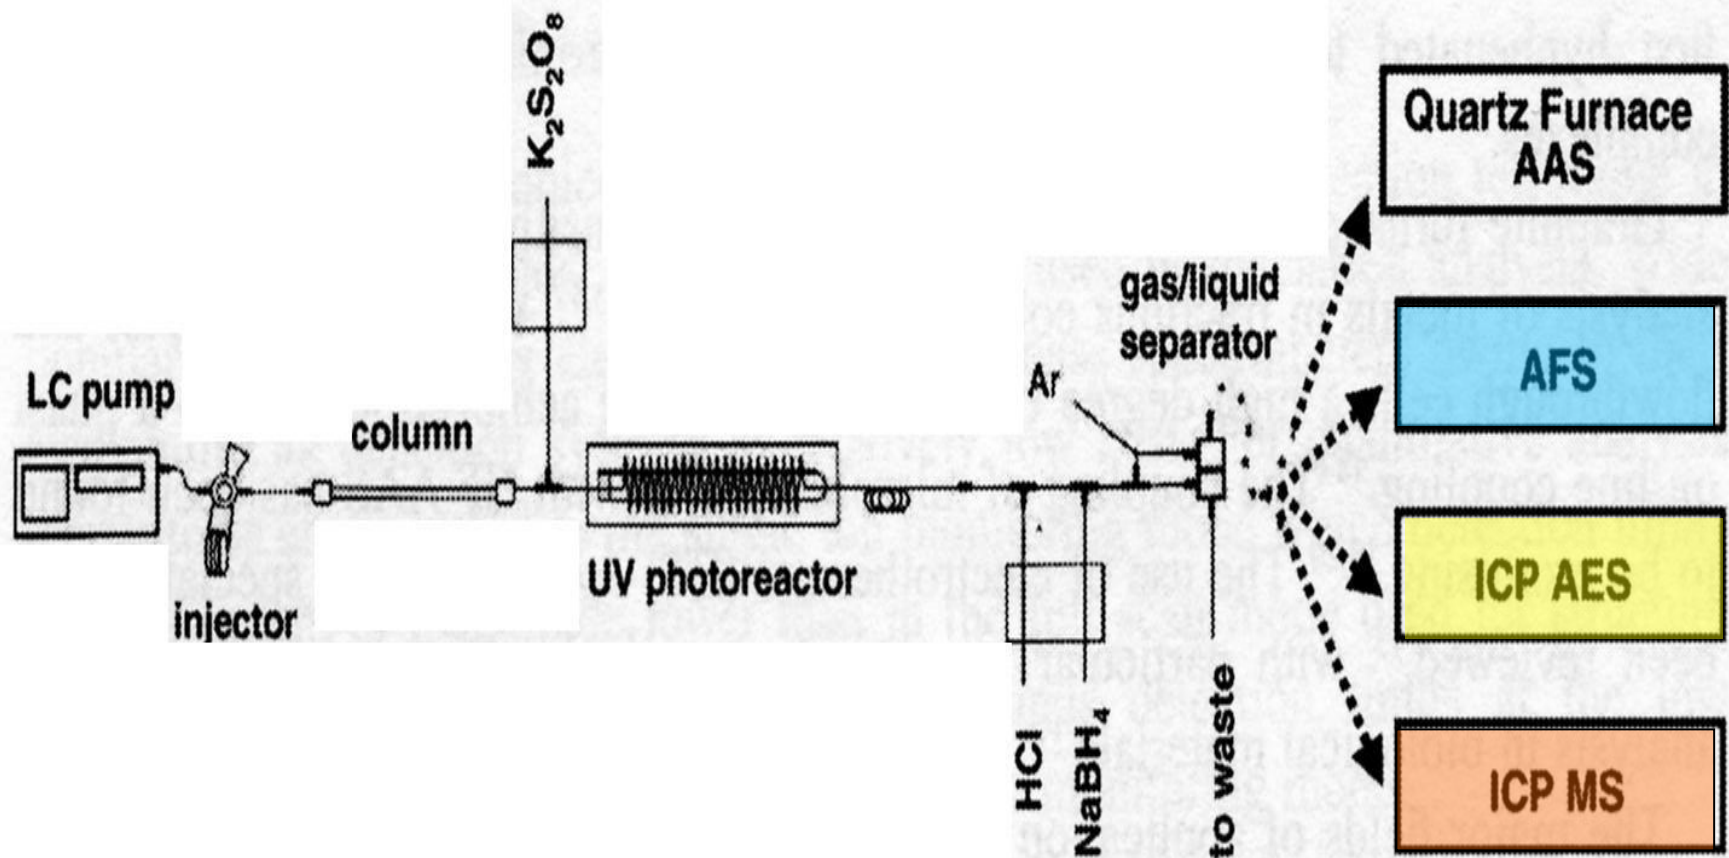 K2S2O8
Quartz Furnace
AAS
gas/liquid
separator
AFS
Ar
LC pump
column
UV photoreactor
ICP AES
injector
HCl
NaBH4
to waste
ICP MS